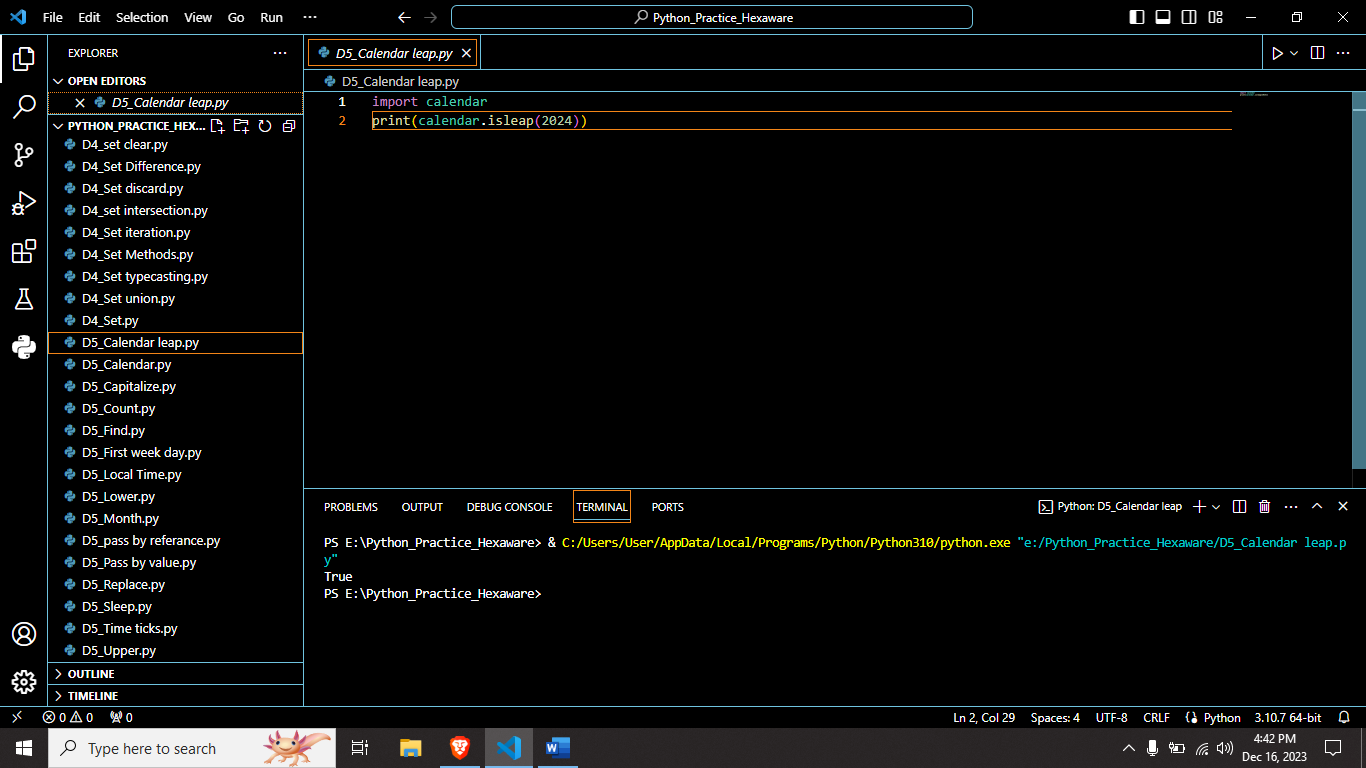 File Edit Selection View Go Run ··· Python_Practice_Hexaware
EXPLORER ···
OPEN EDITORS
D5_Calendar leap.py
PYTHON_PRACTICE_HEX...
D4_set clear.py
D4_Set Difference.py
D4_Set discard.py
D4_set intersection.py
D4_Set iteration.py
D4_Set Methods.py
D4_Set typecasting.py
D4_Set union.py
D4_Set.py
D5_Calendar leap.py
D5_Calendar.py
D5_Capitalize.py
D5_Count.py
D5_Find.py
D5_First week day.py
D5_Local Time.py
D5_Lower.py
D5_Month.py
D5_pass by referance.py
D5_Pass by value.py
D5_Replace.py
D5_Sleep.py
D5_Time ticks.py
D5_Upper.py
OUTLINE
TIMELINE
D5_Calendar leap.py
D5_Calendar leap.py
1 import calendar
2 print(calendar.isleap(2024))
PROBLEMS OUTPUT DEBUG CONSOLE TERMINAL PORTS Python: D5_Calendar leap
PS E:\Python_Practice_Hexaware> & C:/Users/User/AppData/Local/Programs/Python/Python310/python.exe "e:/Python_Practice_Hexaware/D5_Calendar leap.p
y"
True
PS E:\Python_Practice_Hexaware>
0 0 0 Ln 2, Col 29 Spaces: 4 UTF-8 CRLF Python 3.10.7 64-bit
Type here to search
4:42 PM
Dec 16, 2023